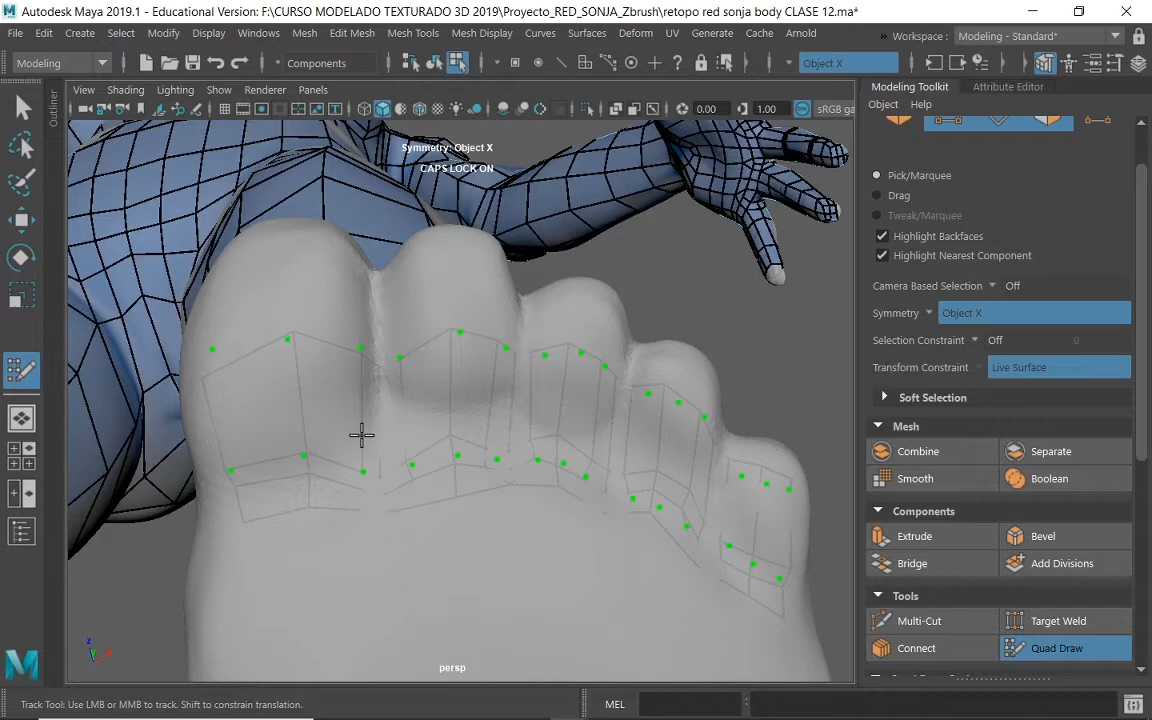 Autodesk Maya 2019.1 - Educational Version: F:\CURSO MODELADO TEXTURADO 3D 2019\Proyecto_RED_SONJA_Zbrush\retopo red sonja body CLASE 12.ma*
File Edit Create Select Modify Display Windows Mesh Edit Mesh Mesh Tools Mesh Display Curves Surfaces Deform UV Generate Cache Arnold » Workspace : Modeling - Standard*
Modeling Components Object X
View Shading Lighting Show Renderer Panels
0.00 1.00 sRGB ga
Outliner
Symmetry: Object X
CAPS LOCK ON
z
y
x
persp
Modeling Toolkit Attribute Editor
Object Help
Pick/Marquee
Drag
Tweak/Marquee
Highlight Backfaces
Highlight Nearest Component
Camera Based Selection Off
Symmetry Object X
Selection Constraint Off 0
Transform Constraint Live Surface
Soft Selection
Mesh
Combine Separate
Smooth Boolean
Components
Extrude Bevel
Bridge Add Divisions
Tools
Multi-Cut Target Weld
Connect Quad Draw
Track Tool: Use LMB or MMB to track. Shift to constrain translation. MEL